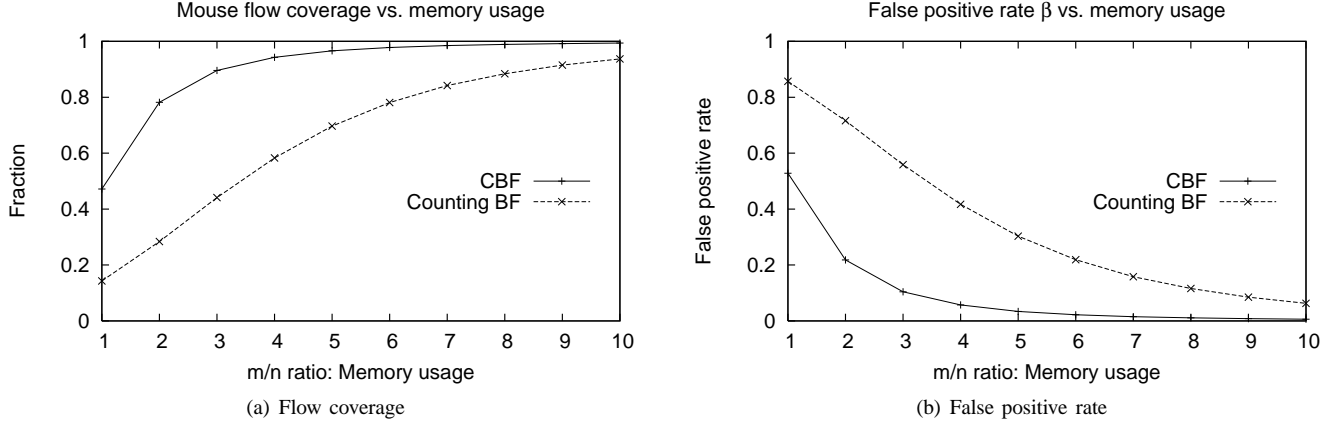 Mouse flow coverage vs. memory usage
1
0.8
0.6
0.4
0.2
0
Fraction
CBF
Counting BF
1 2 3 4 5 6 7 8 9 10
m/n ratio: Memory usage
(a) Flow coverage
False positive rate β vs. memory usage
1
0.8
0.6
0.4
0.2
0
False positive rate
CBF
Counting BF
1 2 3 4 5 6 7 8 9 10
m/n ratio: Memory usage
(b) False positive rate